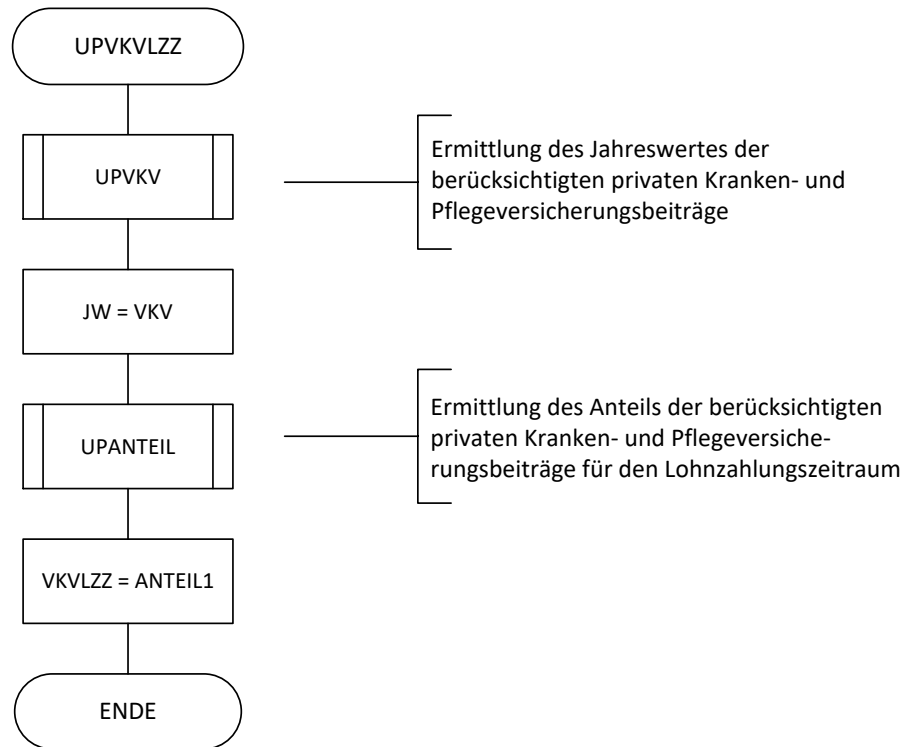 UPVKVLZZ
UPVKV
Ermittlung des Jahreswertes der
berücksichtigten privaten Kranken- und
Pflegeversicherungsbeiträge
JW = VKV
UPANTEIL
Ermittlung des Anteils der berücksichtigten
privaten Kranken- und Pflegeversiche-
rungsbeiträge für den Lohnzahlungszeitraum
VKVLZZ = ANTEIL1
ENDE